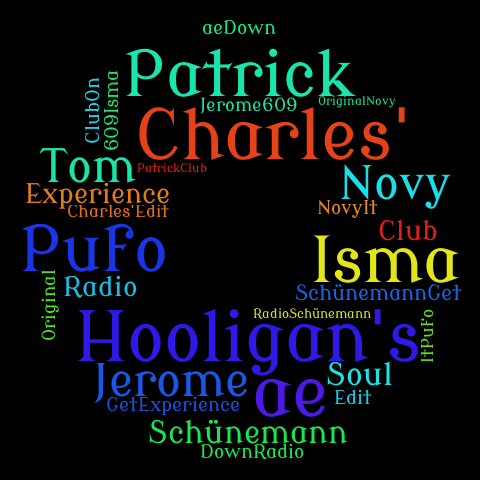 aeDown
Patrick
ClubOn
609Isma
Jerome609
OriginalNovy
Charles'
Tom
PatrickClub
Experience
Novy
Charles'Edit
NovyIt
PuFo
Club
Isma
Radio
SchünemannGet
Original
Hooligan's
RadioSchünemann
ItPuFo
Jerome
ae
Soul
GetExperience
Edit
Schünemann
DownRadio